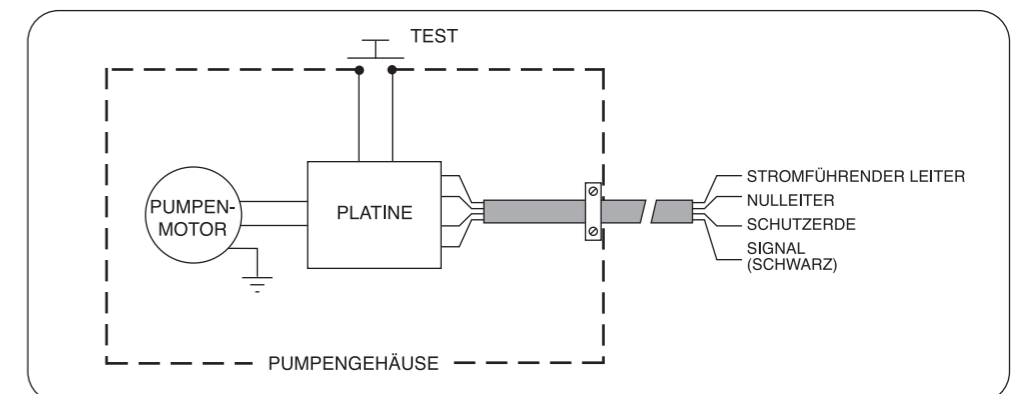 TEST
PUMPEN-
MOTOR
PLATINE
STROMFÜHRENDER LEITER
NULLEITER
SCHUTZERDE
SIGNAL
(SCHWARZ)
PUMPENGEHÄUSE